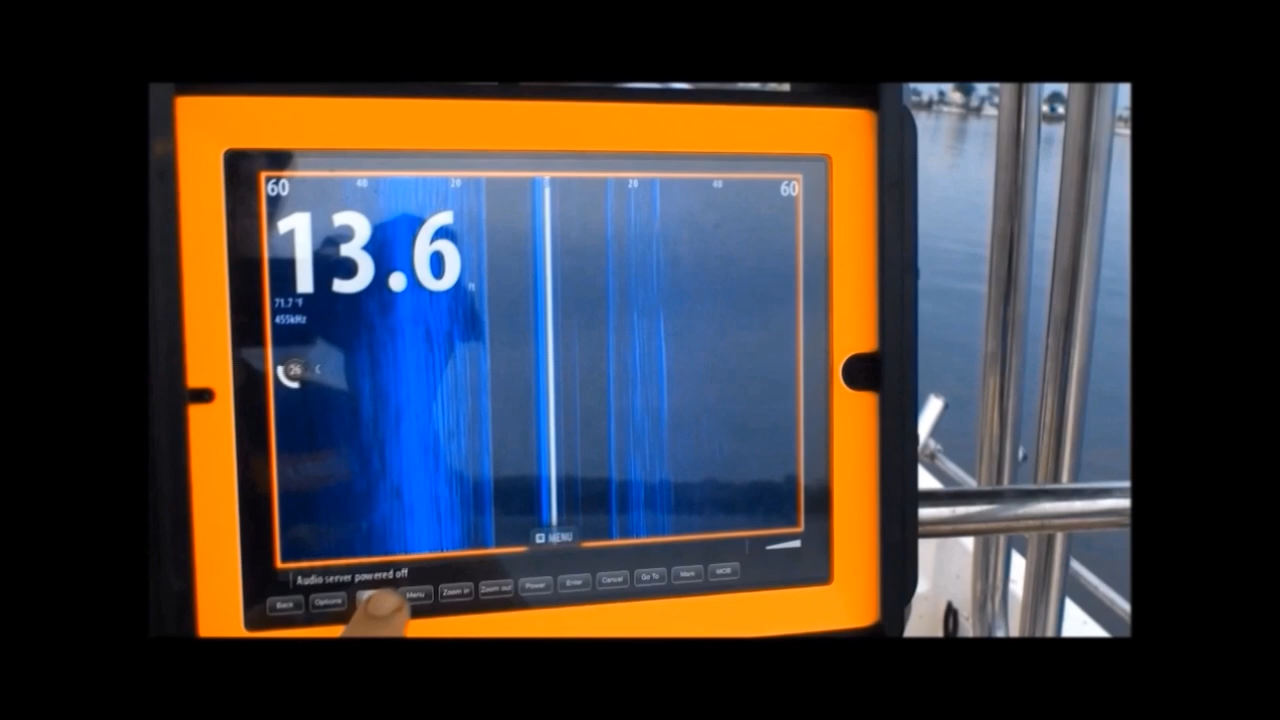 60 40 20 20 40 60
13.6
ft
71.7 °F
455kHz
26
MENU
Audio server powered off
Back Options Menu Zoom in Zoom out Power Enter Cancel Go To Mark MOB